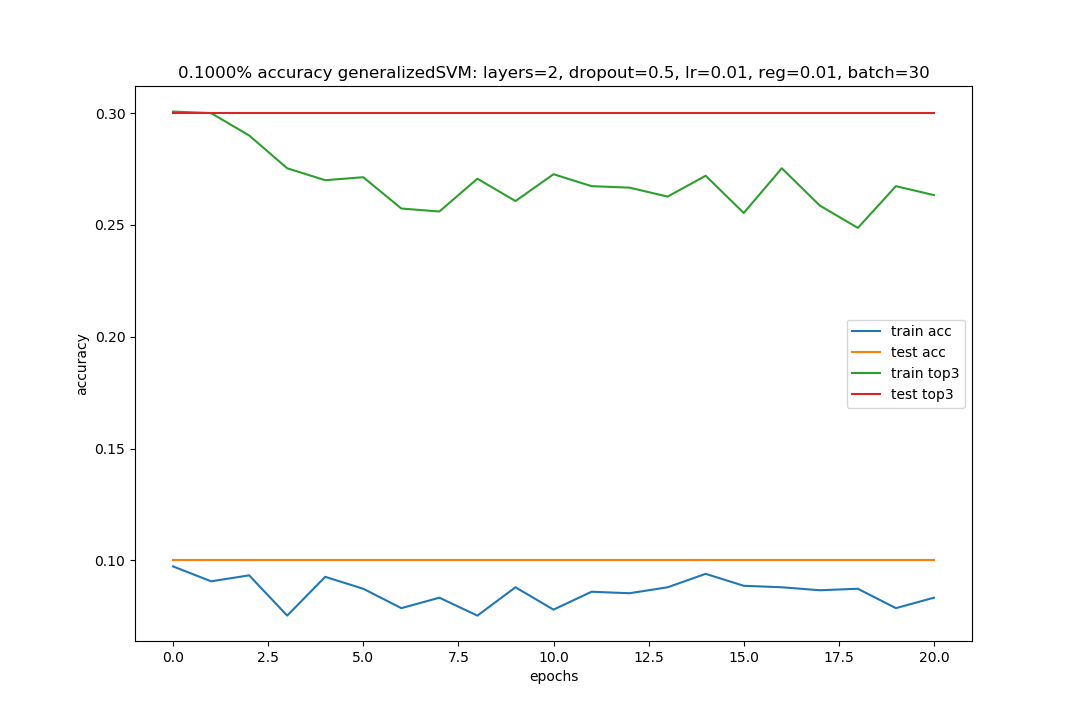 0.1000% accuracy generalizedSVM: layers=2, dropout=0.5, lr=0.01, reg=0.01, batch=30
0.30
0.25
0.20
0.15
0.10
accuracy
train acc
test acc
train top3
test top3
0.0 2.5 5.0 7.5 10.0 12.5 15.0 17.5 20.0
epochs